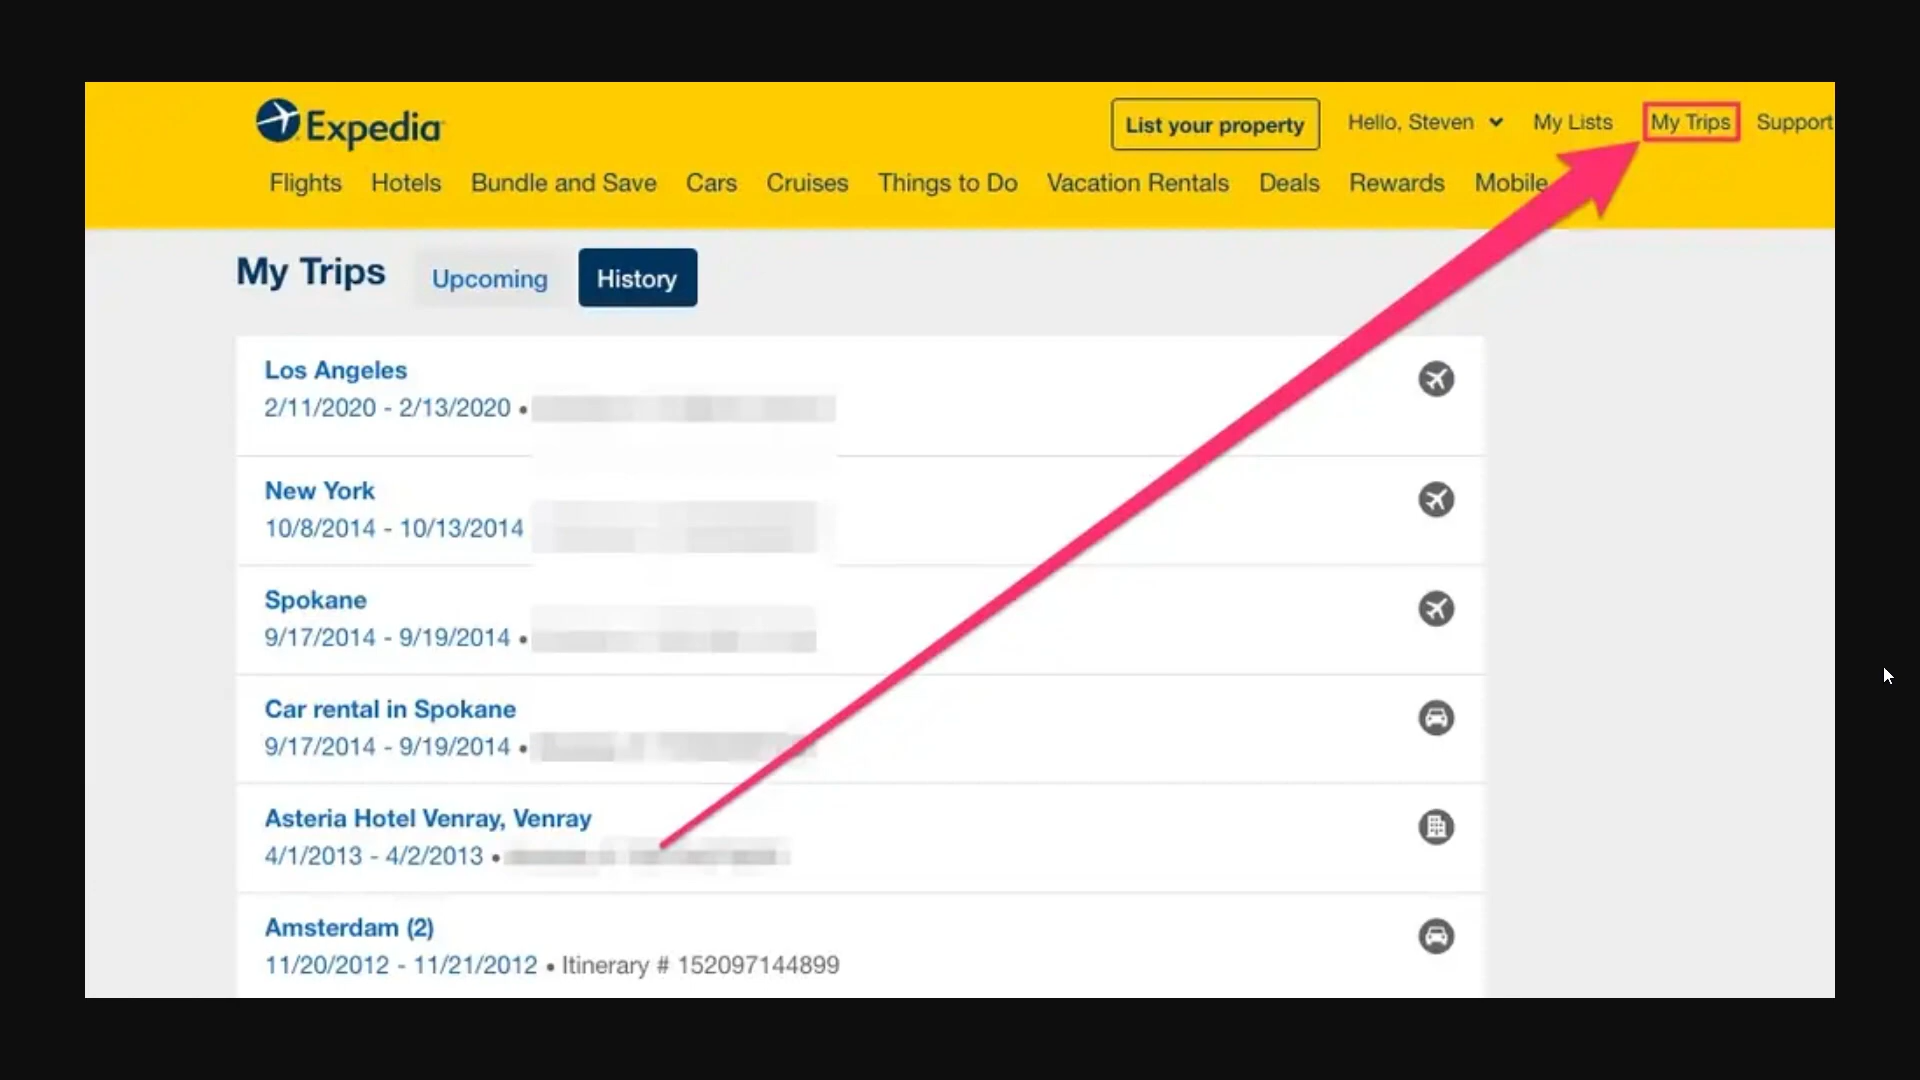 Expedia
List your property
Hello, Steven
My Lists
My Trips
Support
Flights
Hotels
Bundle and Save
Cars
Cruises
Things to Do
Vacation Rentals
Deals
Rewards
Mobile
My Trips
Upcoming
History
Los Angeles
2/11/2020 - 2/13/2020 •
New York
10/8/2014 - 10/13/2014
Spokane
9/17/2014 - 9/19/2014 •
Car rental in Spokane
9/17/2014 - 9/19/2014 •
Asteria Hotel Venray, Venray
4/1/2013 - 4/2/2013 •
Amsterdam (2)
11/20/2012 - 11/21/2012 • Itinerary # 152097144899